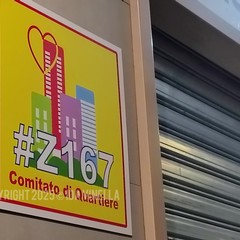 #Z167
Comitato di Quartiere